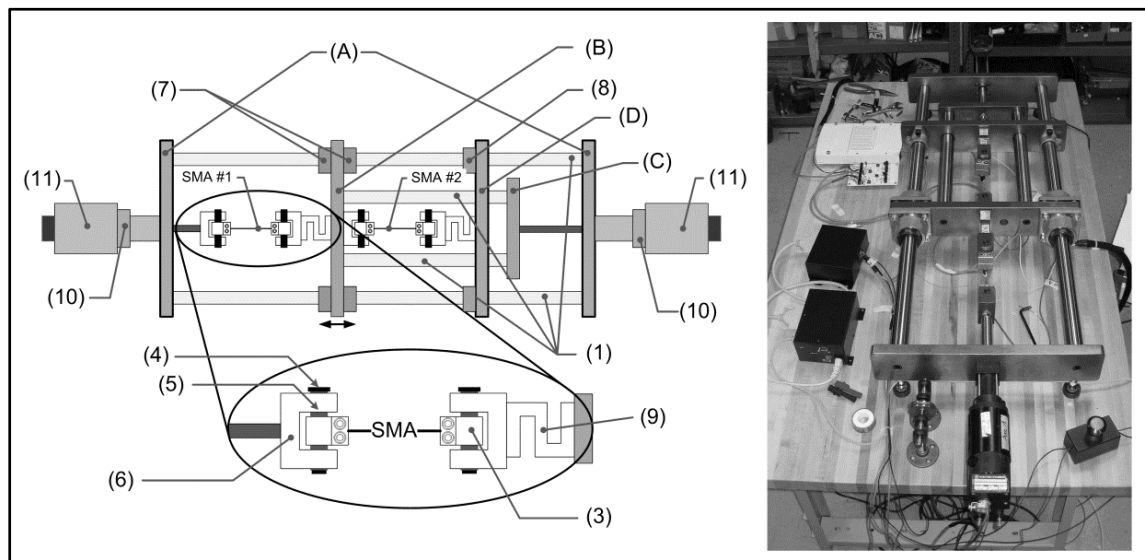 (A)
(B)
(7)
(8)
(D)
(C)
(11)
(11)
SMA #1
SMA #2
(10)
(10)
(4)
(1)
(5)
SMA
(9)
(6)
(3)